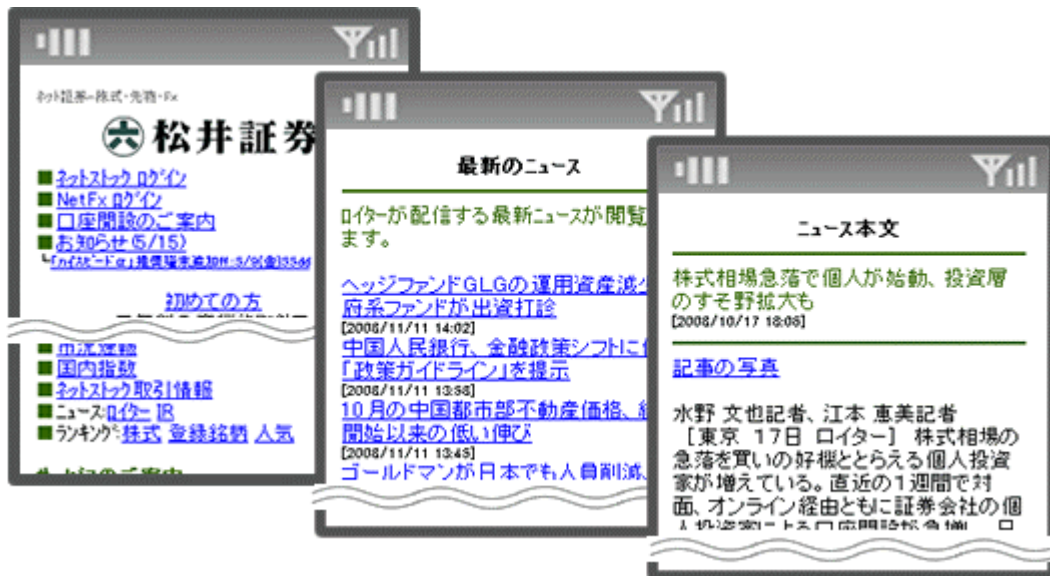 ネット証券-株式・先物・Fx
松井証券
■ネットストック ログイン
■NetFx ログイン
■口座開設のご案内
■お知らせ(5/15)
初めての方
■国内指数
■ネットストック取引情報
■ニュース:ロイター IR
■ランキング:株式 登録銘柄 人気
最新のニュース
ロイターが配信する最新ニュースが閲覧
ます。
ヘッジファンドGLGの運用資産減
府系ファンドが出資打診
[2008/11/11 14:02]
中国人民銀行、金融政策シフトに
「政策ガイドライン」を提示
[2008/11/11 13:58]
10月の中国都市部不動産価格、
開始以来の低い伸び
[2008/11/11 13:43]
ゴールドマンが日本でも人員削減、
ニュース本文
株式相場急落で個人が始動、投資層
のすそ野拡大も
[2008/10/17 18:08]
記事の写真
水野 文也記者、江本 恵美記者
[東京 17日 ロイター] 株式相場の
急落を買いの好機ととらえる個人投資
家が増えている。直近の1週間で対
面、オンライン経由ともに証券会社の個